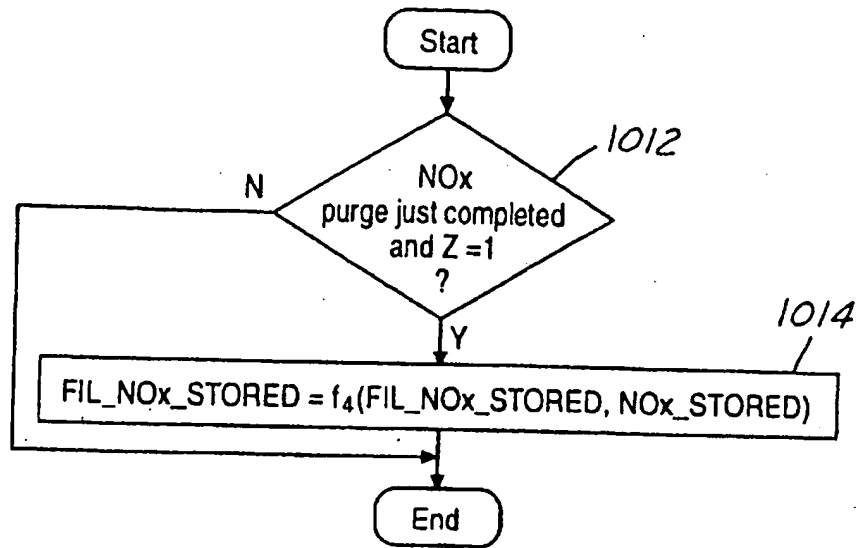 Start
1012
N
NOx
purge just completed
and Z =1
?
Y
1014
FIL_NOx_STORED = f4(FIL_NOx_STORED, NOx_STORED)
End